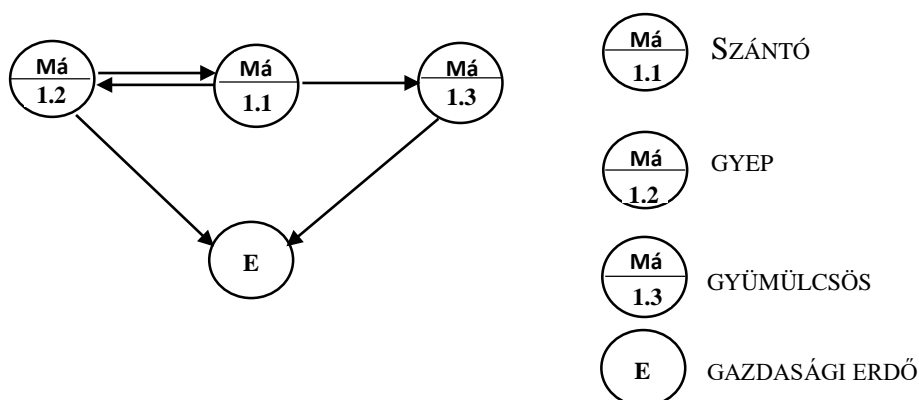 Má
1.2
Má
1.1
Má
1.3
E
Má
1.1
SZÁNTÓ
Má
1.2
GYEP
Má
1.3
GYÜMÜLCSÖS
E
GAZDASÁGI ERDŐ